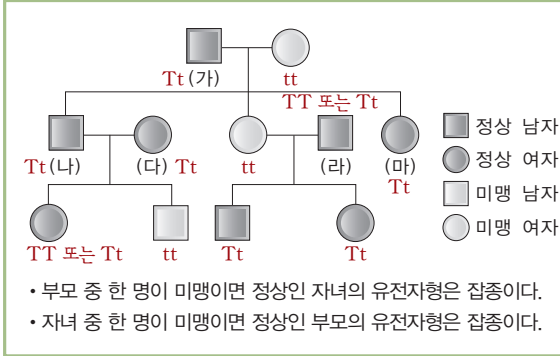 Tt (가)
tt
TT 또는 Tt
Tt (나)
(다) Tt
tt
(라)
(마)
Tt
정상 남자
정상 여자
미맹 남자
미맹 여자
TT 또는 Tt
tt
Tt
Tt
• 부모 중 한 명이 미맹이면 정상인 자녀의 유전자형은 잡종이다.
• 자녀 중 한 명이 미맹이면 정상인 부모의 유전자형은 잡종이다.